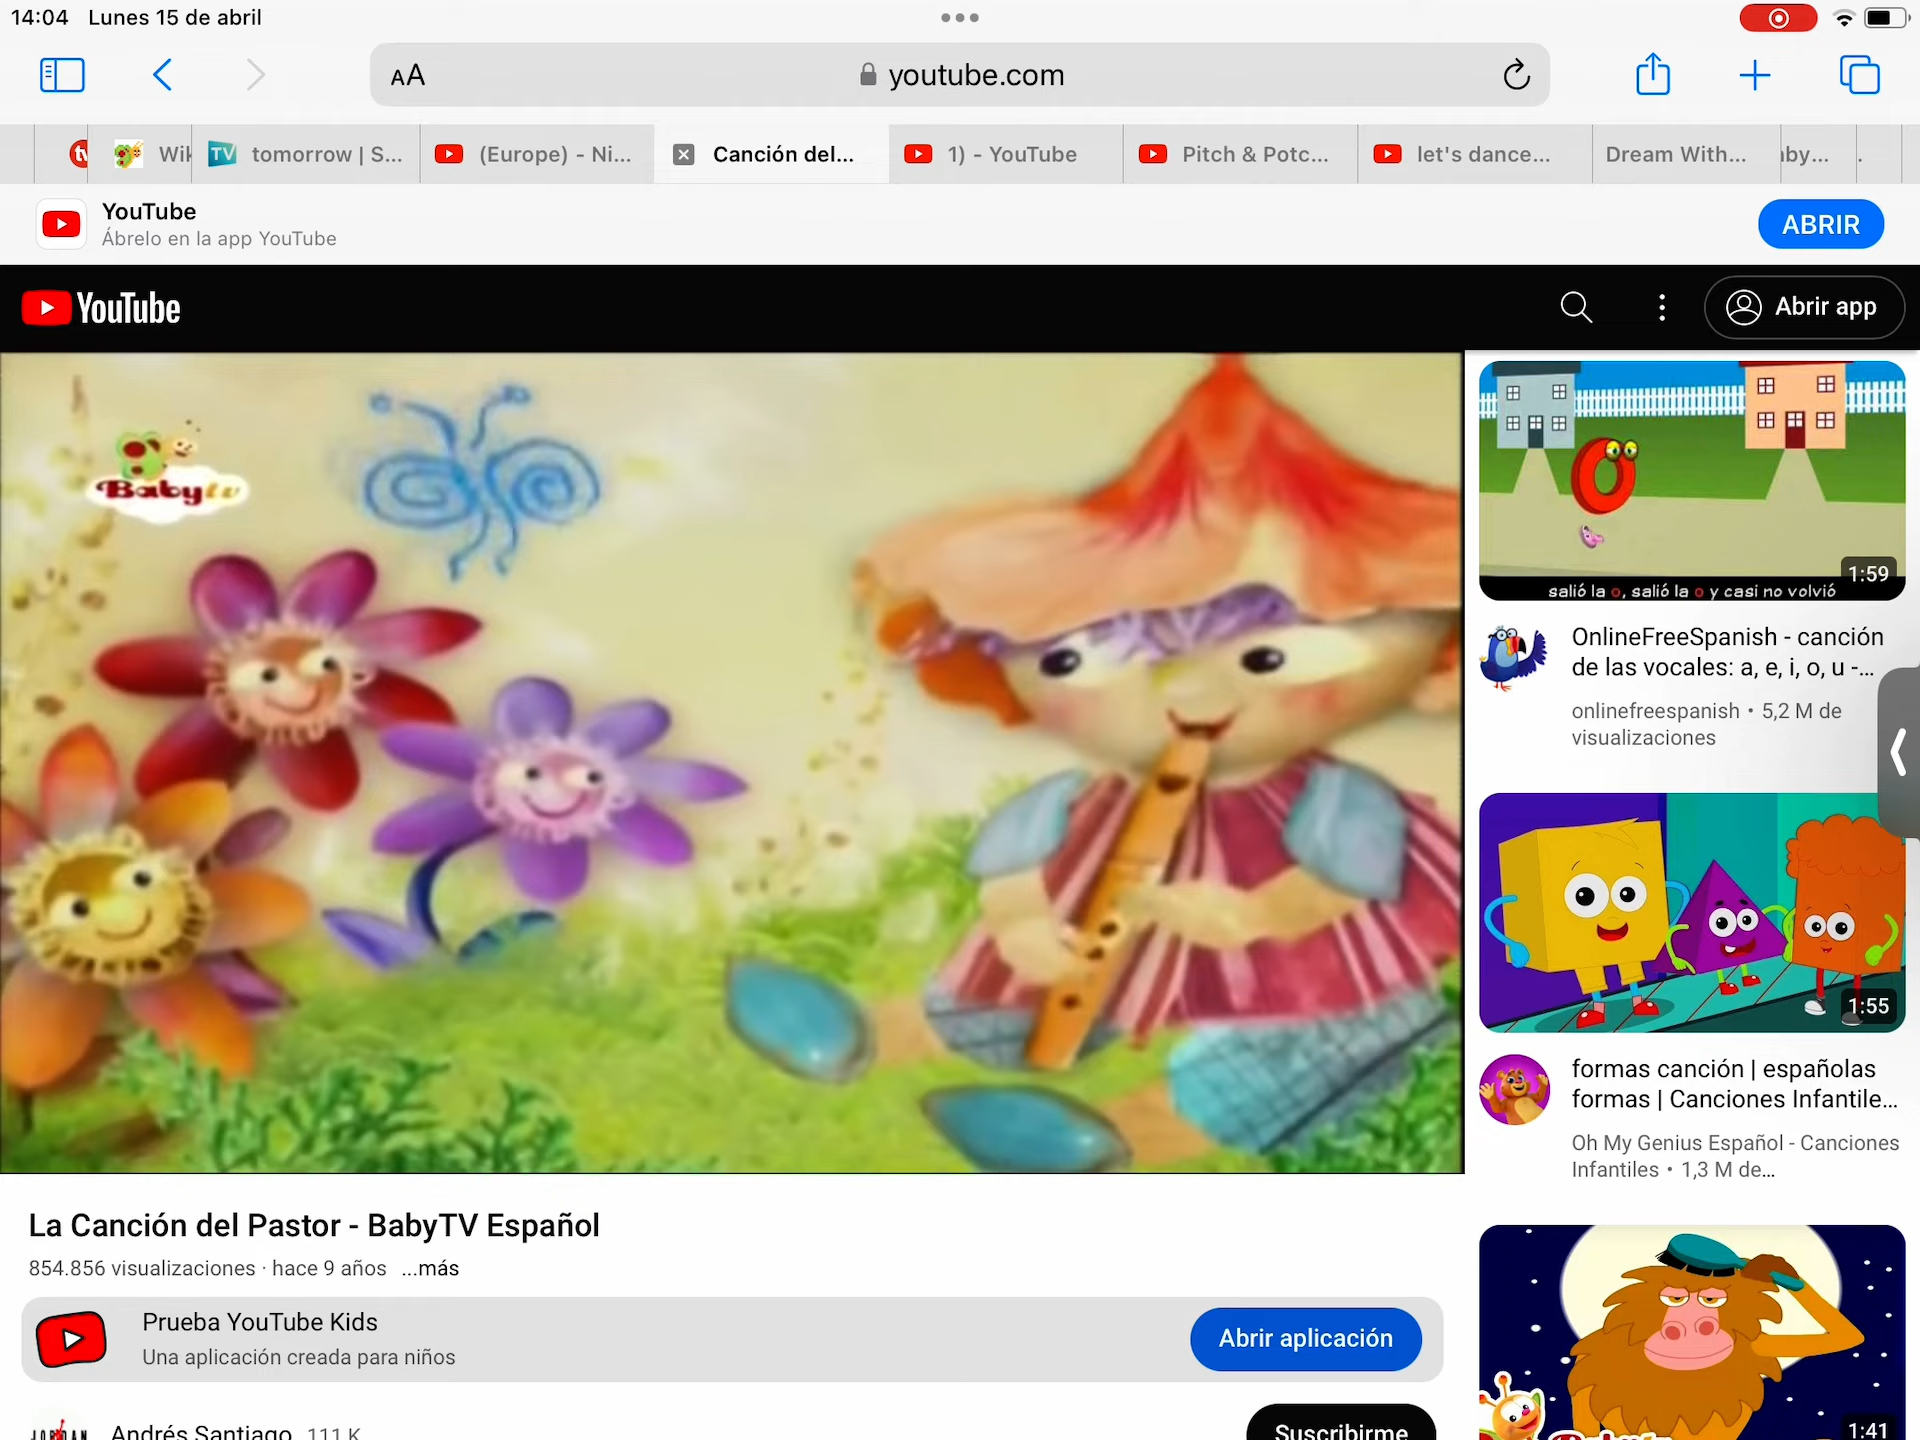 14:04 Lunes 15 de abril
AA youtube.com
Wik
TV tomorrow | S...
(Europe) - Ni...
Canción del...
1) - YouTube
Pitch & Potc...
let's dance...
Dream With...
by...
YouTube
Ábrelo en la app YouTube
ABRIR
YouTube
Abrir app
Babytv
salió la o, salió la o y casi no volvió
1:59
OnlineFreeSpanish - canción
de las vocales: a, e, i, o, u -...
onlinefreespanish • 5,2 M de
visualizaciones
1:55
formas canción | españolas
formas | Canciones Infantile...
Oh My Genius Español - Canciones
Infantiles • 1,3 M de...
La Canción del Pastor - BabyTV Español
854.856 visualizaciones · hace 9 años ...más
Prueba YouTube Kids
Una aplicación creada para niños
Abrir aplicación
Andrés Santiago 111 K
Suscribirme
1:41